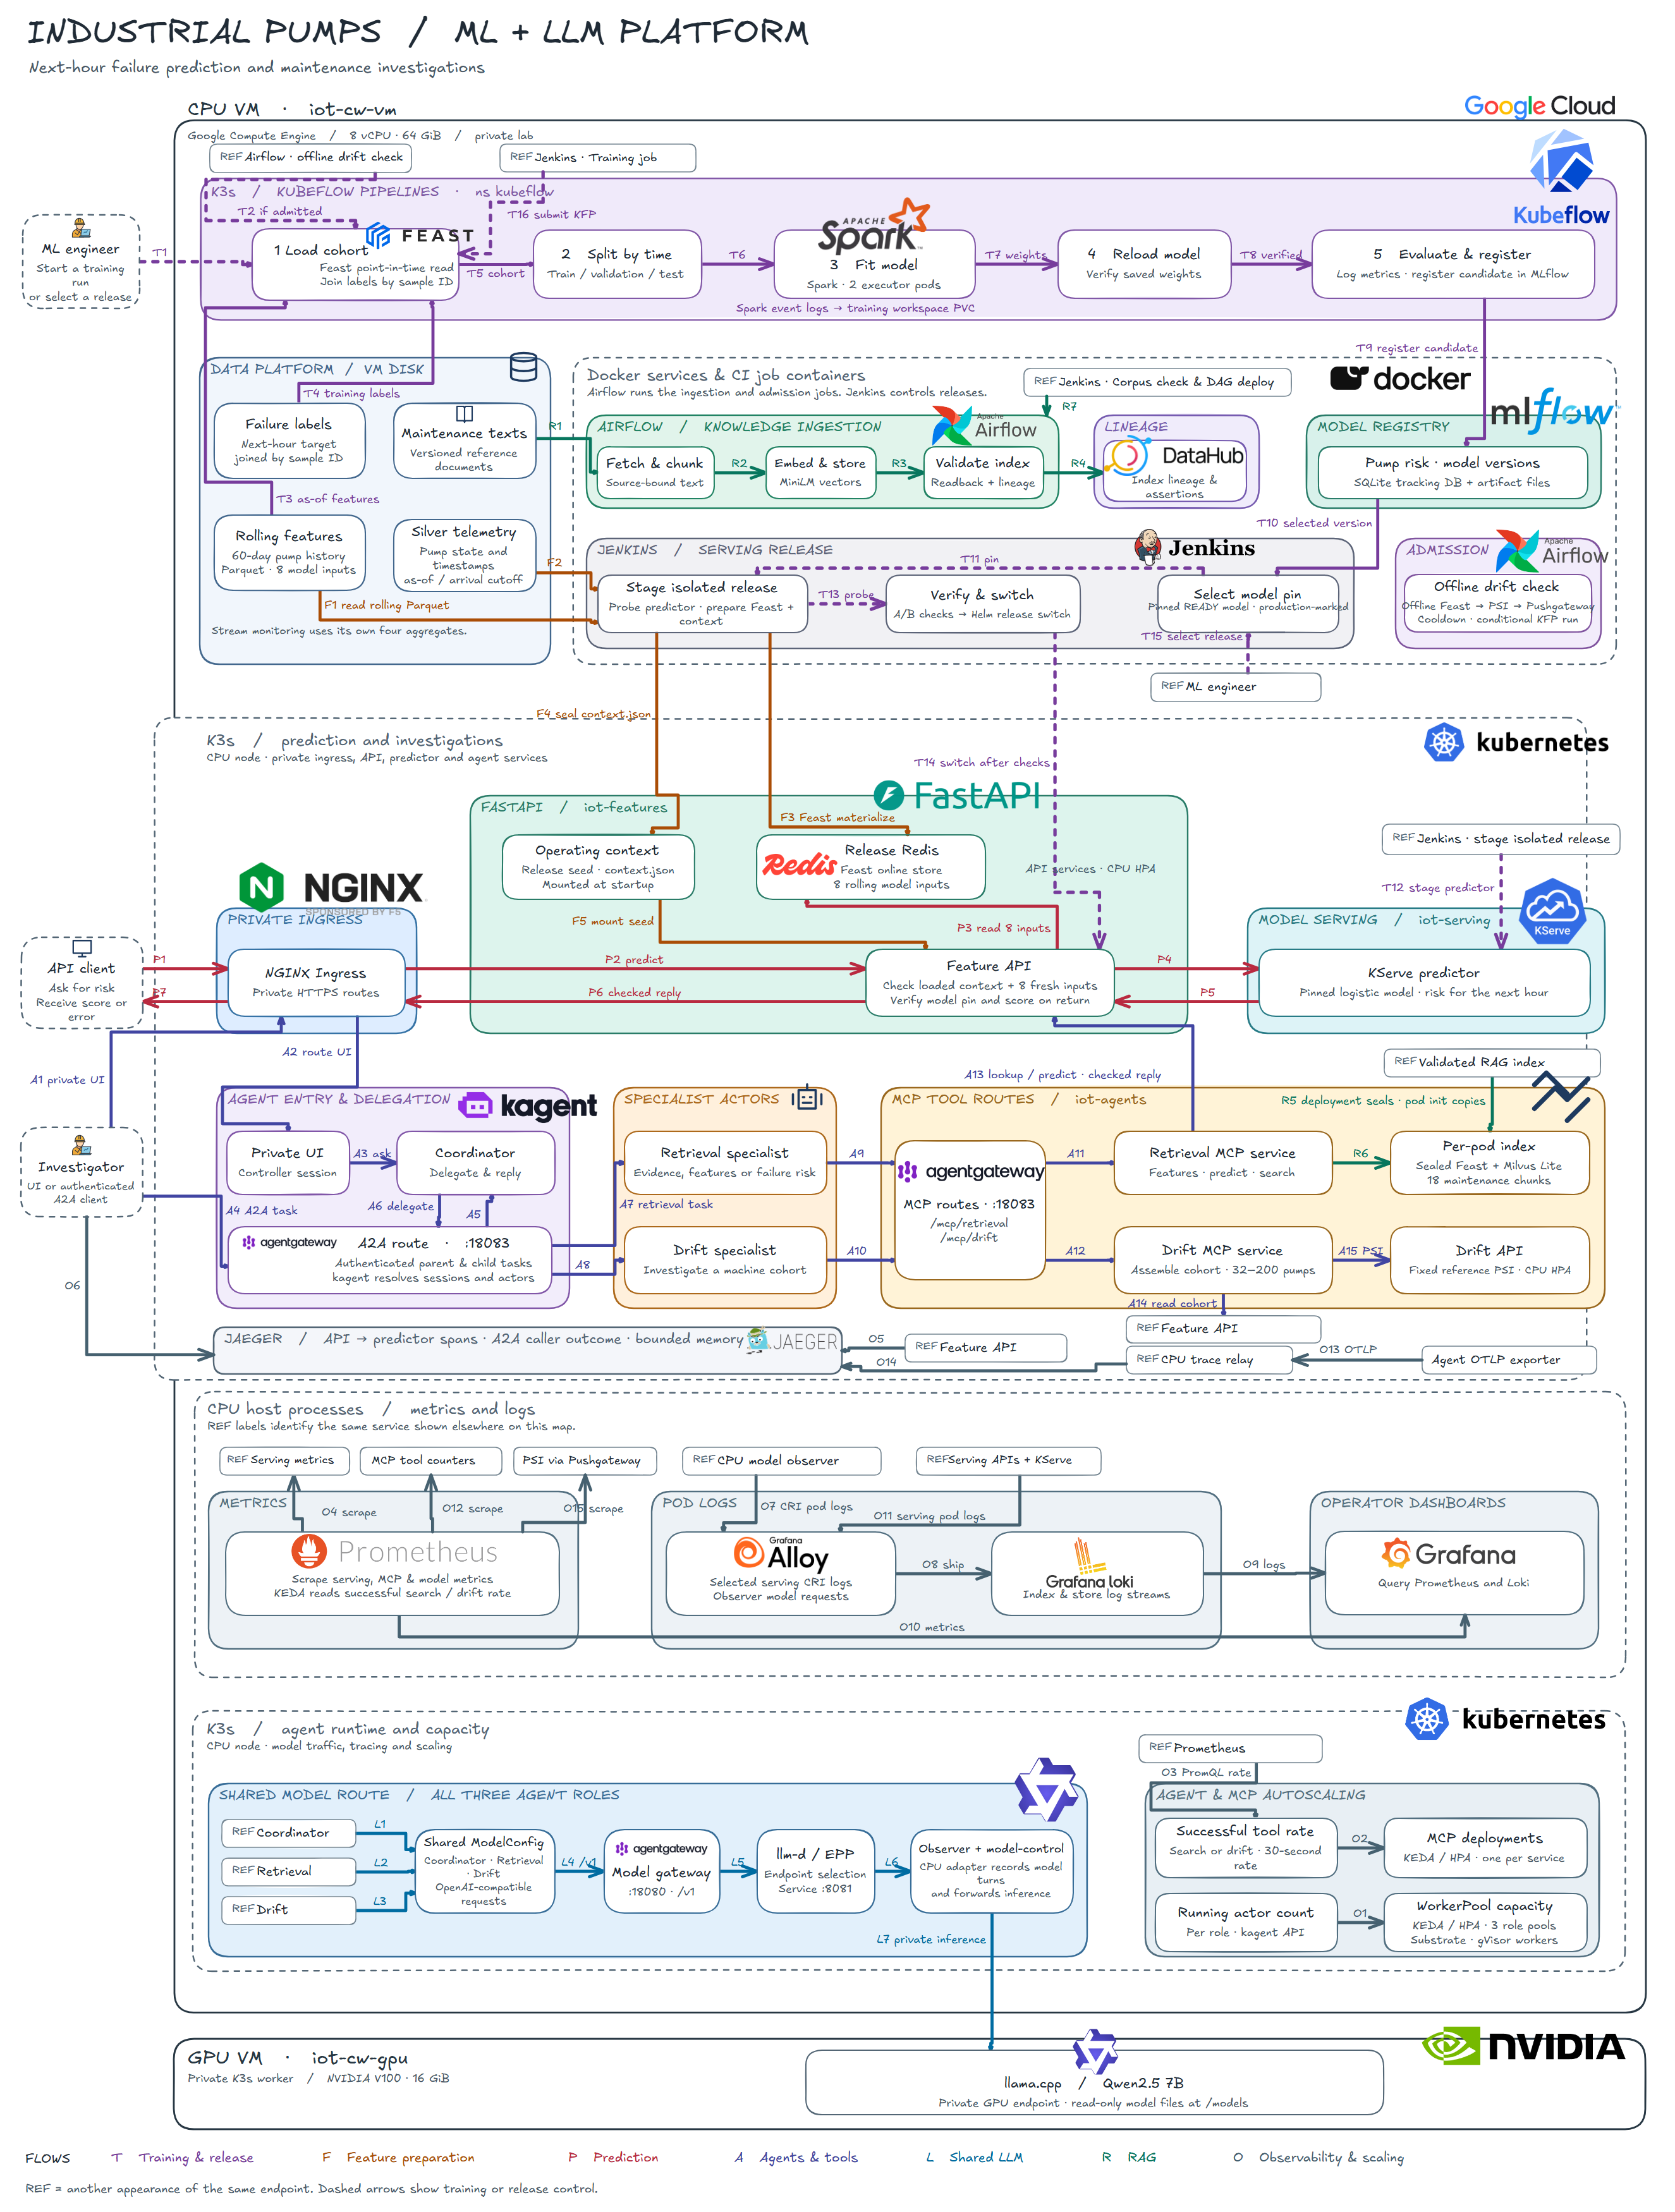 INDUSTRIAL PUMPS / ML + LLM PLATFORM
Next-hour failure prediction and maintenance investigations
CPU VM · iot-cw-vm
Google Cloud
Google Compute Engine / 8 vCPU · 64 GiB / private lab
REF Airflow · offline drift check
REF Jenkins · Training job
K3s / KUBEFLOW PIPELINES · ns kubeflow
Kubeflow
T2 if admitted
T16 submit KFP
ML engineer
Start a training
run
or select a release
T1
FEAST
1 Load cohort
Feast point-in-time read
Join labels by sample ID
T5 cohort
2 Split by time
Train / validation / test
T6
APACHE
Spark
3 Fit model
Spark · 2 executor pods
T7 weights
4 Reload model
Verify saved weights
T8 verified
5 Evaluate & register
Log metrics · register candidate in MLflow
Spark event logs → training workspace PVC
T9 register candidate
DATA PLATFORM / VM DISK
T4 training labels
Failure labels
Next-hour target
joined by sample ID
Maintenance texts
Versioned reference
documents
R1
T3 as-of features
Rolling features
60-day pump history
Parquet · 8 model inputs
Silver telemetry
Pump state and
timestamps
as-of / arrival cutoff
F2
F1 read rolling Parquet
Stream monitoring uses its own four aggregates.
Docker services & CI job containers
Airflow runs the ingestion and admission jobs. Jenkins controls releases.
REF Jenkins · Corpus check & DAG deploy
R7
docker
mlflow
AIRFLOW / KNOWLEDGE INGESTION
Apache
Airflow
Fetch & chunk
Source-bound text
R2
Embed & store
MiniLM vectors
R3
Validate index
Readback + lineage
R4
LINEAGE
DataHub
Index lineage &
assertions
MODEL REGISTRY
Pump risk · model versions
SQLite tracking DB + artifact files
T10 selected version
JENKINS / SERVING RELEASE
Jenkins
T11 pin
Stage isolated release
Probe predictor · prepare Feast +
context
T13 probe
Verify & switch
A/B checks → Helm release switch
Select model pin
Pinned READY model · production-marked
T15 select release
REF ML engineer
ADMISSION
Apache
Airflow
Offline drift check
Offline Feast → PSI → Pushgateway
Cooldown · conditional KFP run
F4 seal context.json
K3s / prediction and investigations
CPU node · private ingress, API, predictor and agent services
kubernetes
T14 switch after checks
FASTAPI / iot-features
FastAPI
F3 Feast materialize
Operating context
Release seed · context.json
Mounted at startup
Redis
Release Redis
Feast online store
8 rolling model inputs
API services · CPU HPA
REF Jenkins · stage isolated release
T12 stage predictor
F5 mount seed
P3 read 8 inputs
NGINX
SPONSORED BY F5
PRIVATE INGRESS
NGINX Ingress
Private HTTPS routes
API client
Ask for risk
Receive score or
error
P1
P7
P2 predict
P6 checked reply
Feature API
Check loaded context + 8 fresh inputs
Verify model pin and score on return
P4
P5
MODEL SERVING / iot-serving
KServe
KServe predictor
Pinned logistic model · risk for the next hour
A2 route UI
A1 private UI
A13 lookup / predict · checked reply
REF Validated RAG index
R5 deployment seals · pod init copies
AGENT ENTRY & DELEGATION
kagent
Private UI
Controller session
A3 ask
Coordinator
Delegate & reply
Investigator
UI or authenticated
A2A client
A4 A2A task
A6 delegate
A5
agentgateway
A2A route · :18083
Authenticated parent & child tasks
kagent resolves sessions and actors
SPECIALIST ACTORS
Retrieval specialist
Evidence, features or failure risk
A7 retrieval task
A8
Drift specialist
Investigate a machine cohort
A9
A10
MCP TOOL ROUTES / iot-agents
agentgateway
MCP routes · :18083
/mcp/retrieval
/mcp/drift
A11
A12
Retrieval MCP service
Features · predict · search
R6
Per-pod index
Sealed Feast + Milvus Lite
18 maintenance chunks
Drift MCP service
Assemble cohort · 32–200 pumps
A15 PSI
Drift API
Fixed reference PSI · CPU HPA
A14 read cohort
REF Feature API
O6
JAEGER / API → predictor spans · A2A caller outcome · bounded memory
JAEGER
O5
REF Feature API
O14
REF CPU trace relay
O13 OTLP
Agent OTLP exporter
CPU host processes / metrics and logs
REF labels identify the same service shown elsewhere on this map.
REF Serving metrics
MCP tool counters
PSI via Pushgateway
REF CPU model observer
REF Serving APIs + KServe
METRICS
O4 scrape
O12 scrape
O15 scrape
Prometheus
Scrape serving, MCP & model metrics
KEDA reads successful search / drift rate
POD LOGS
O7 CRI pod logs
O11 serving pod logs
Grafana
Alloy
Selected serving CRI logs
Observer model requests
O8 ship
Grafana loki
Index & store log streams
O9 logs
OPERATOR DASHBOARDS
Grafana
Query Prometheus and Loki
O10 metrics
K3s / agent runtime and capacity
CPU node · model traffic, tracing and scaling
kubernetes
REF Prometheus
O3 PromQL rate
SHARED MODEL ROUTE / ALL THREE AGENT ROLES
REF Coordinator
L1
REF Retrieval
L2
REF Drift
L3
Shared ModelConfig
Coordinator · Retrieval
· Drift
OpenAI-compatible
requests
L4 /v1
agentgateway
Model gateway
:18080 · /v1
L5
llm-d / EPP
Endpoint selection
Service :8081
L6
Observer + model-control
CPU adapter records model
turns
and forwards inference
L7 private inference
AGENT & MCP AUTOSCALING
Successful tool rate
Search or drift · 30-second
rate
O2
MCP deployments
KEDA / HPA · one per service
Running actor count
Per role · kagent API
O1
WorkerPool capacity
KEDA / HPA · 3 role pools
Substrate · gVisor workers
GPU VM · iot-cw-gpu
Private K3s worker / NVIDIA V100 · 16 GiB
NVIDIA
llama.cpp / Qwen2.5 7B
Private GPU endpoint · read-only model files at /models
FLOWS T Training & release F Feature preparation P Prediction A Agents & tools L Shared LLM R RAG O Observability & scaling
REF = another appearance of the same endpoint. Dashed arrows show training or release control.